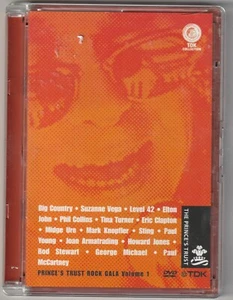 TDK
COLLECTION
Big Country • Suzanne Vega • Level 42 • Elton
John • Phil Collins • Tina Turner • Eric Clapton
• Midge Ure • Mark Knopfler • Sting • Paul
Young • Joan Armatrading • Howard Jones •
Rod Stewart • George Michael • Paul
McCartney
THE PRINCE'S TRUST
PRINCE'S TRUST ROCK GALA Volume 1
DVD
TDK